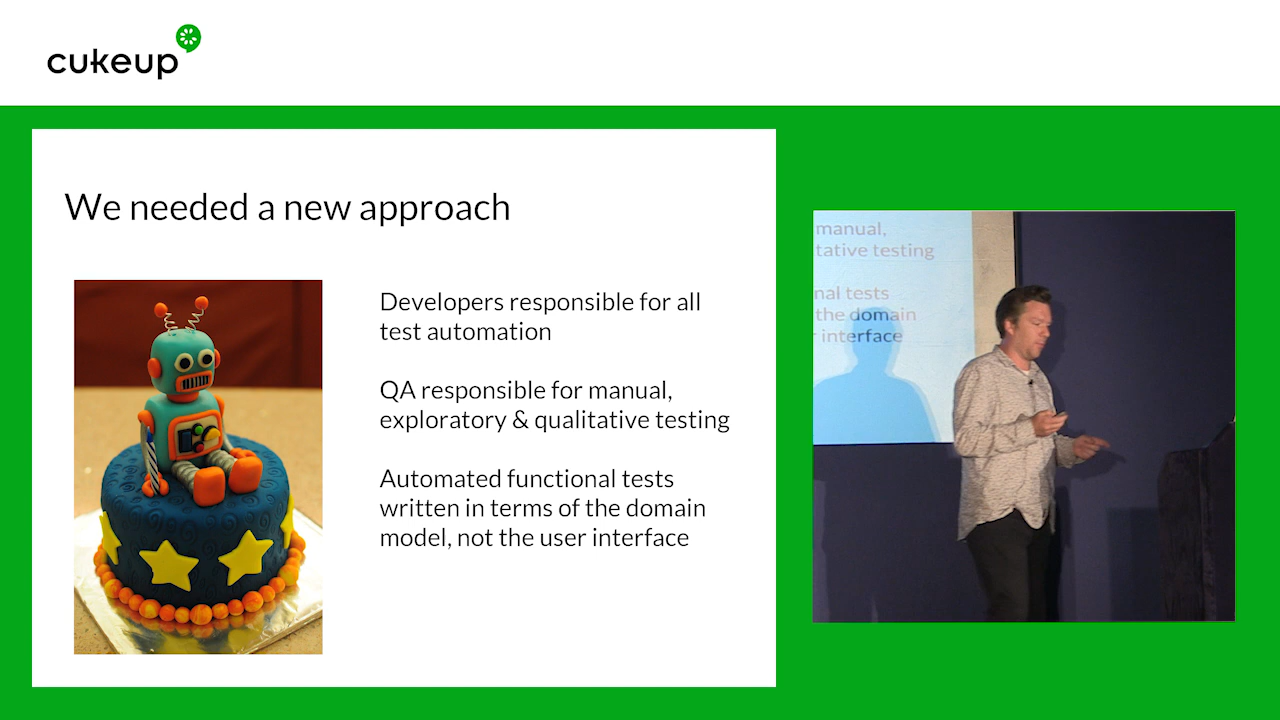 cukeup
We needed a new approach
Developers responsible for all
test automation
QA responsible for manual,
exploratory & qualitative testing
Automated functional tests
written in terms of the domain
model, not the user interface
manual,
tative testing
nal tests
the domain
r interface